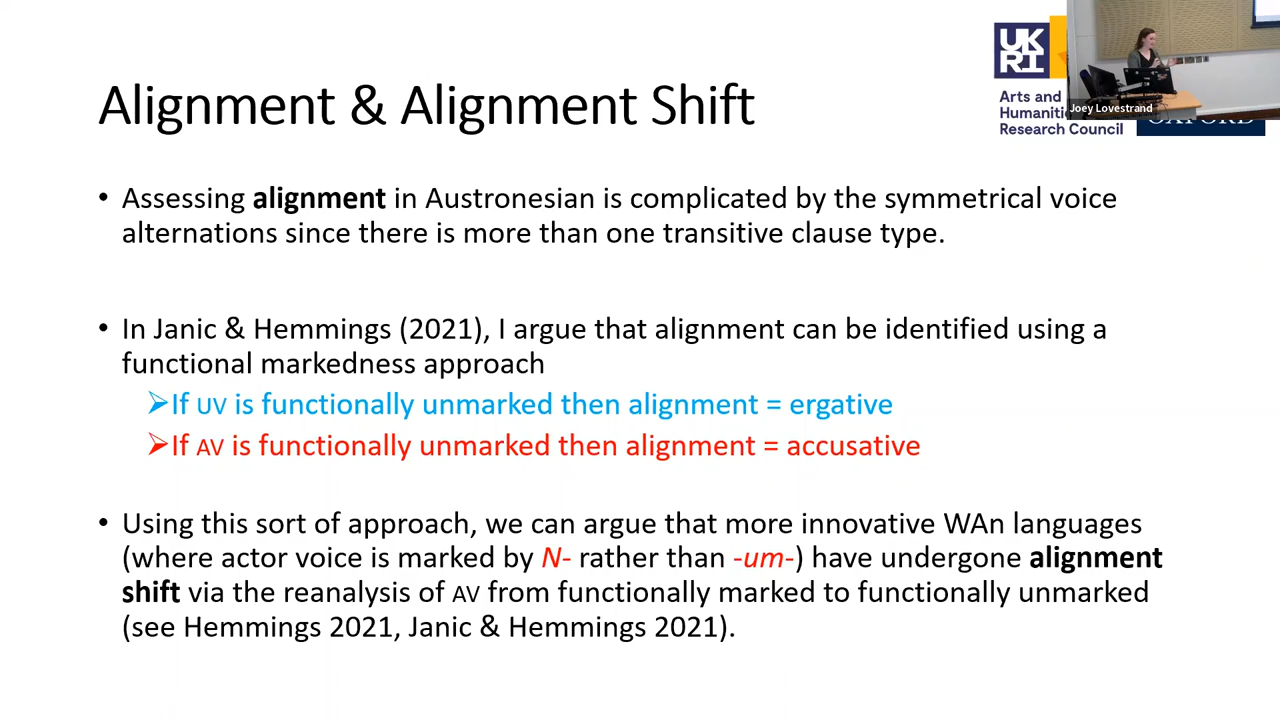 Alignment & Alignment Shift
UK
RI
Arts and
Humaniti
Research Council
Joey Lovestrand
OXFORD
• Assessing alignment in Austronesian is complicated by the symmetrical voice
alternations since there is more than one transitive clause type.
• In Janic & Hemmings (2021), I argue that alignment can be identified using a
functional markedness approach
➢If UV is functionally unmarked then alignment = ergative
➢If AV is functionally unmarked then alignment = accusative
• Using this sort of approach, we can argue that more innovative WAn languages
(where actor voice is marked by N- rather than -um-) have undergone alignment
shift via the reanalysis of AV from functionally marked to functionally unmarked
(see Hemmings 2021, Janic & Hemmings 2021).